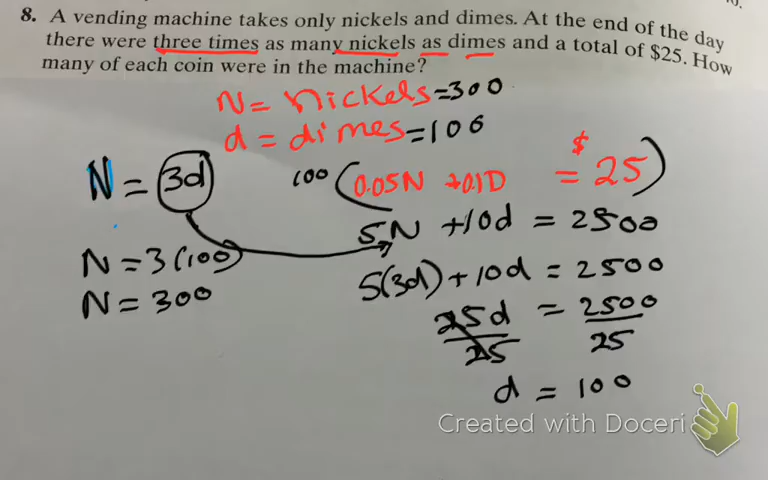 8. A vending machine takes only nickels and dimes. At the end of the day
there were three times as many nickels as dimes and a total of $25. How
many of each coin were in the machine?
N = nickels = 300
d = dimes = 100
N = 3d
100 (0.05N + 0.1D = $25)
5N + 10d = 2500
N = 3(100)
5(3d) + 10d = 2500
N = 300
25d = 2500
25 25
d = 100
Created with Doceri